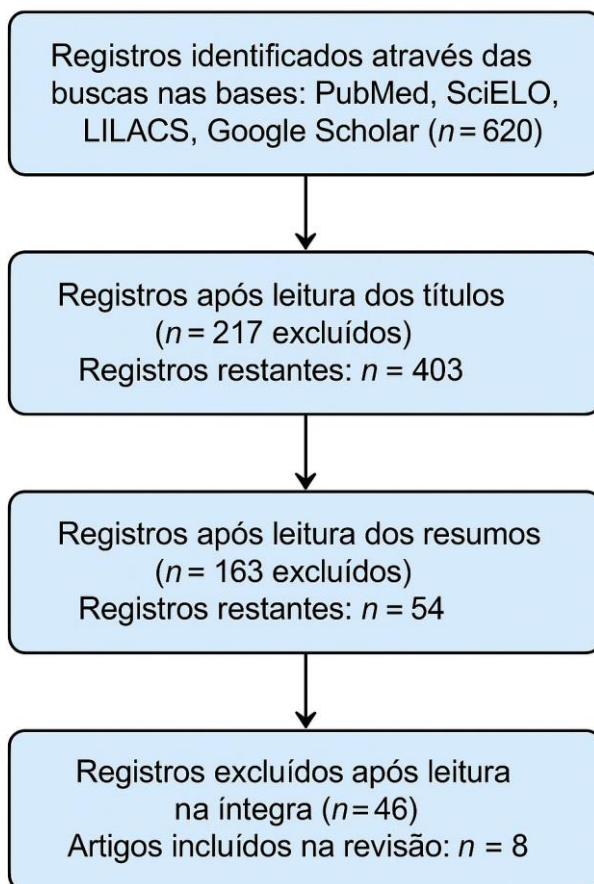 Registros identificados através das
buscas nas bases: PubMed, SciELO,
LILACS, Google Scholar (n = 620)
Registros após leitura dos títulos
(n = 217 excluídos)
Registros restantes: n = 403
Registros após leitura dos resumos
(n = 163 excluídos)
Registros restantes: n = 54
Registros excluídos após leitura
na íntegra (n = 46)
Artigos incluídos na revisão: n = 8